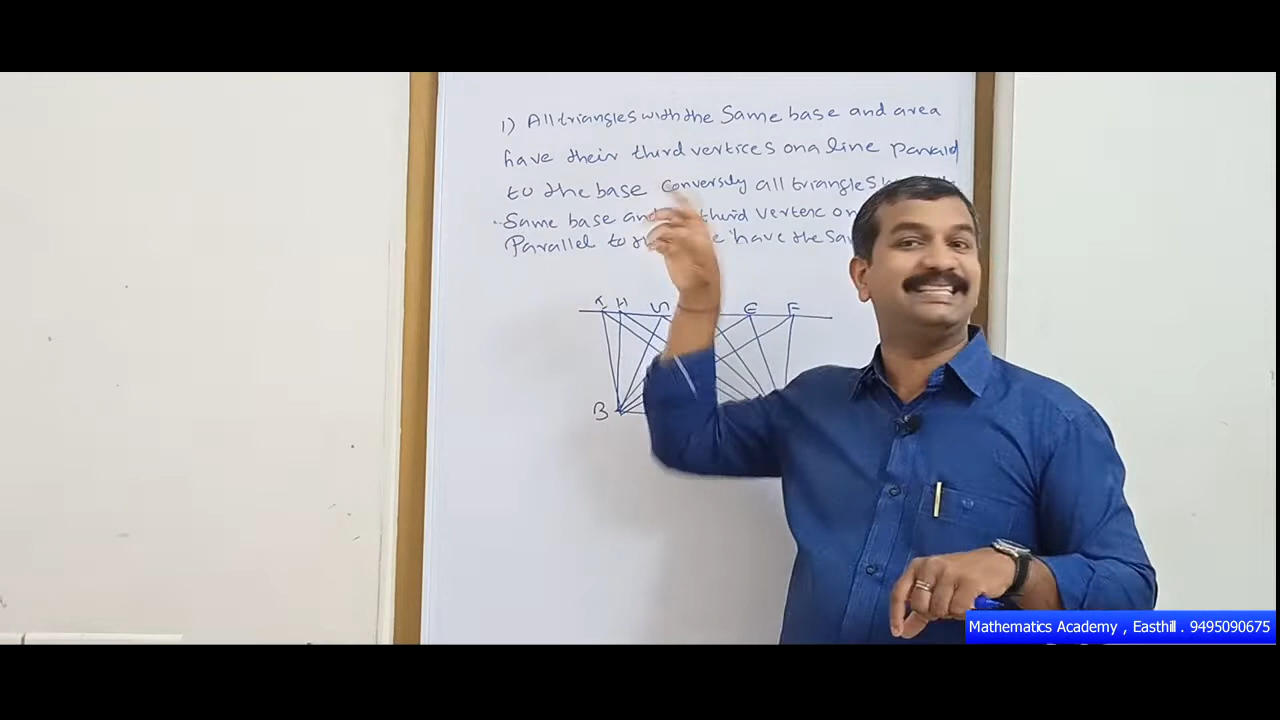 1) All triangles with the Same base and area
have their third vertices on a line parallel
to the base Conversely all triangles
Same base and third vertex on
Parallel to have the Sa
I H G E F
B
Mathematics Academy , Easthill . 9495090675